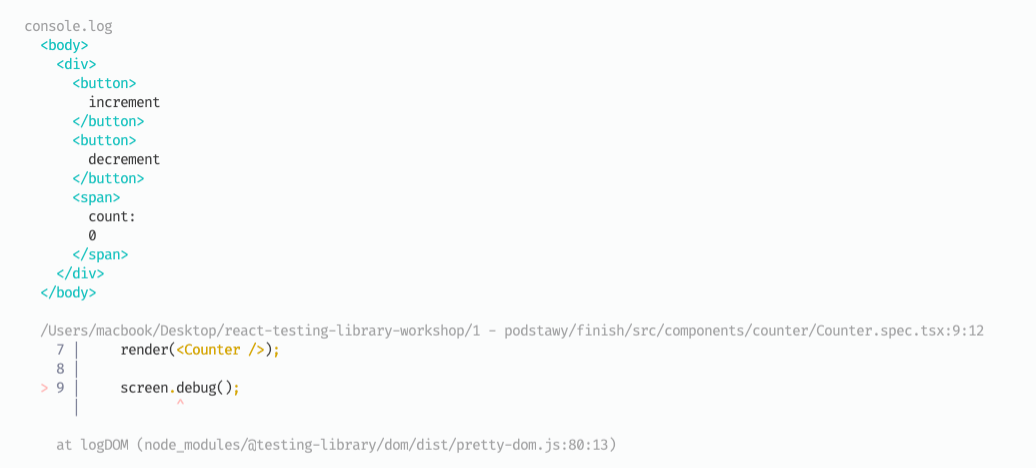 console.log
<body>
<div>
<button>
increment
</button>
<button>
decrement
</button>
<span>
count:
0
</span>
</div>
</body>
/Users/macbook/Desktop/react-testing-library-workshop/1 - podstawy/finish/src/components/counter/Counter.spec.tsx:9:12
7 | render(<Counter />);
8 |
> 9 | screen.debug();
| ^
at logDOM (node_modules/@testing-library/dom/dist/pretty-dom.js:80:13)